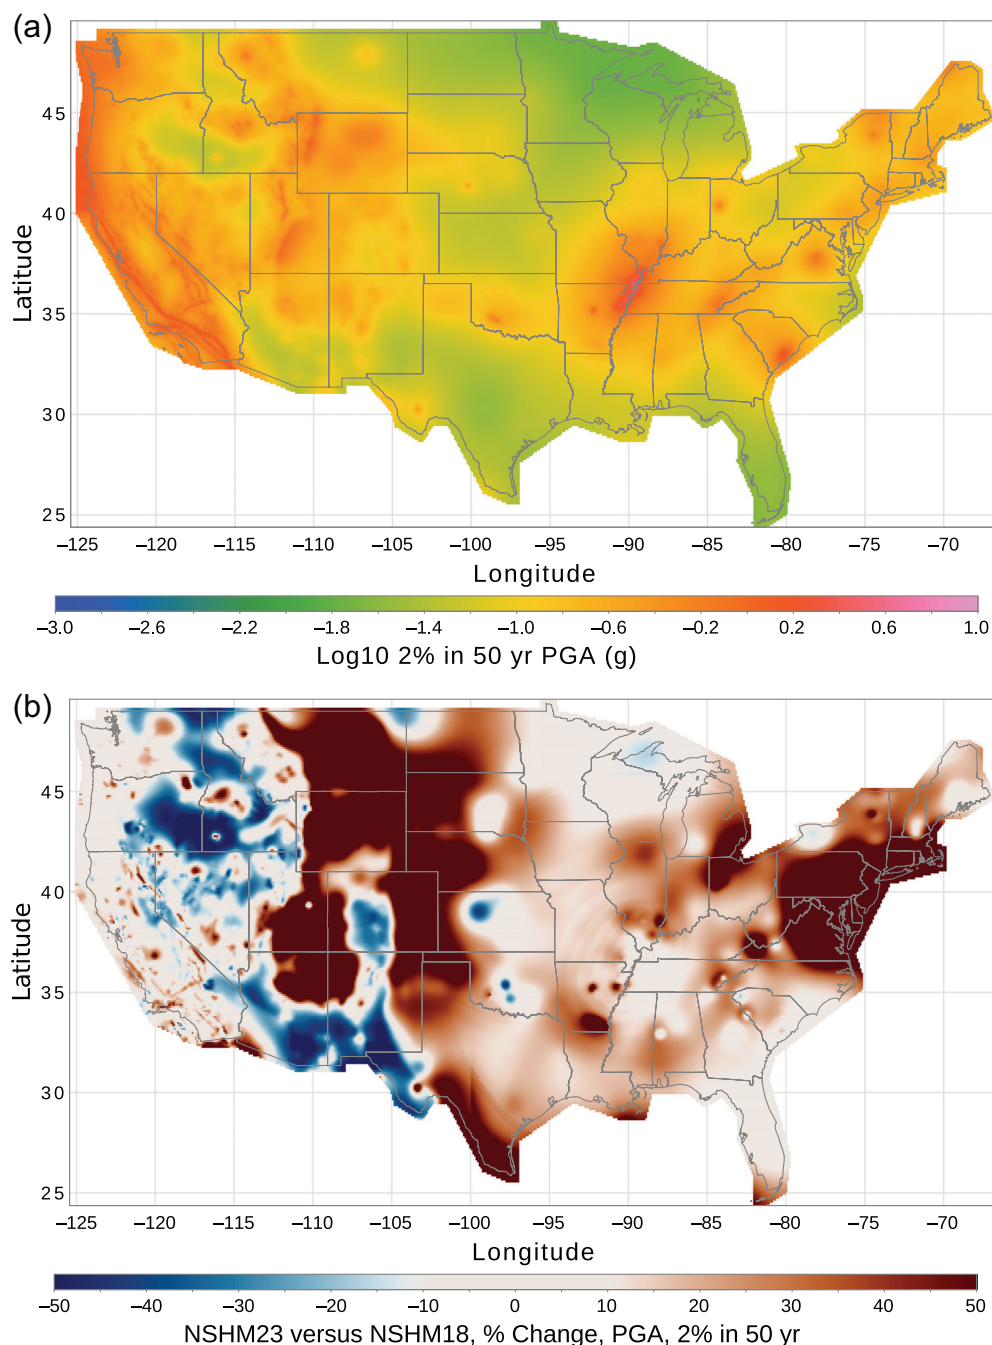 (a)
45
40
35
30
25
Latitude
−125 −120 −115 −110 −105 −100 −95 −90 −85 −80 −75 −70
Longitude
−3.0 −2.6 −2.2 −1.8 −1.4 −1.0 −0.6 −0.2 0.2 0.6 1.0
Log10 2% in 50 yr PGA (g)
(b)
45
40
35
30
25
Latitude
−125 −120 −115 −110 −105 −100 −95 −90 −85 −80 −75 −70
Longitude
−50 −40 −30 −20 −10 0 10 20 30 40 50
NSHM23 versus NSHM18, % Change, PGA, 2% in 50 yr